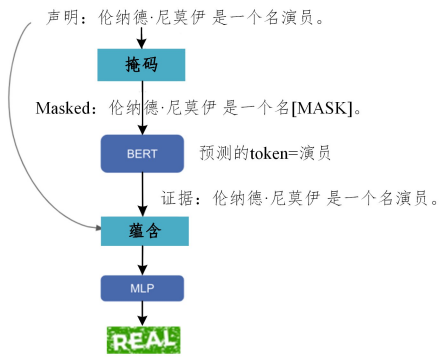 声明：伦纳德·尼莫伊 是一个名演员。
掩码
Masked：伦纳德·尼莫伊 是一个名[MASK]。
BERT 预测的token=演员
证据：伦纳德·尼莫伊 是一个名演员。
蕴含
MLP
REAL